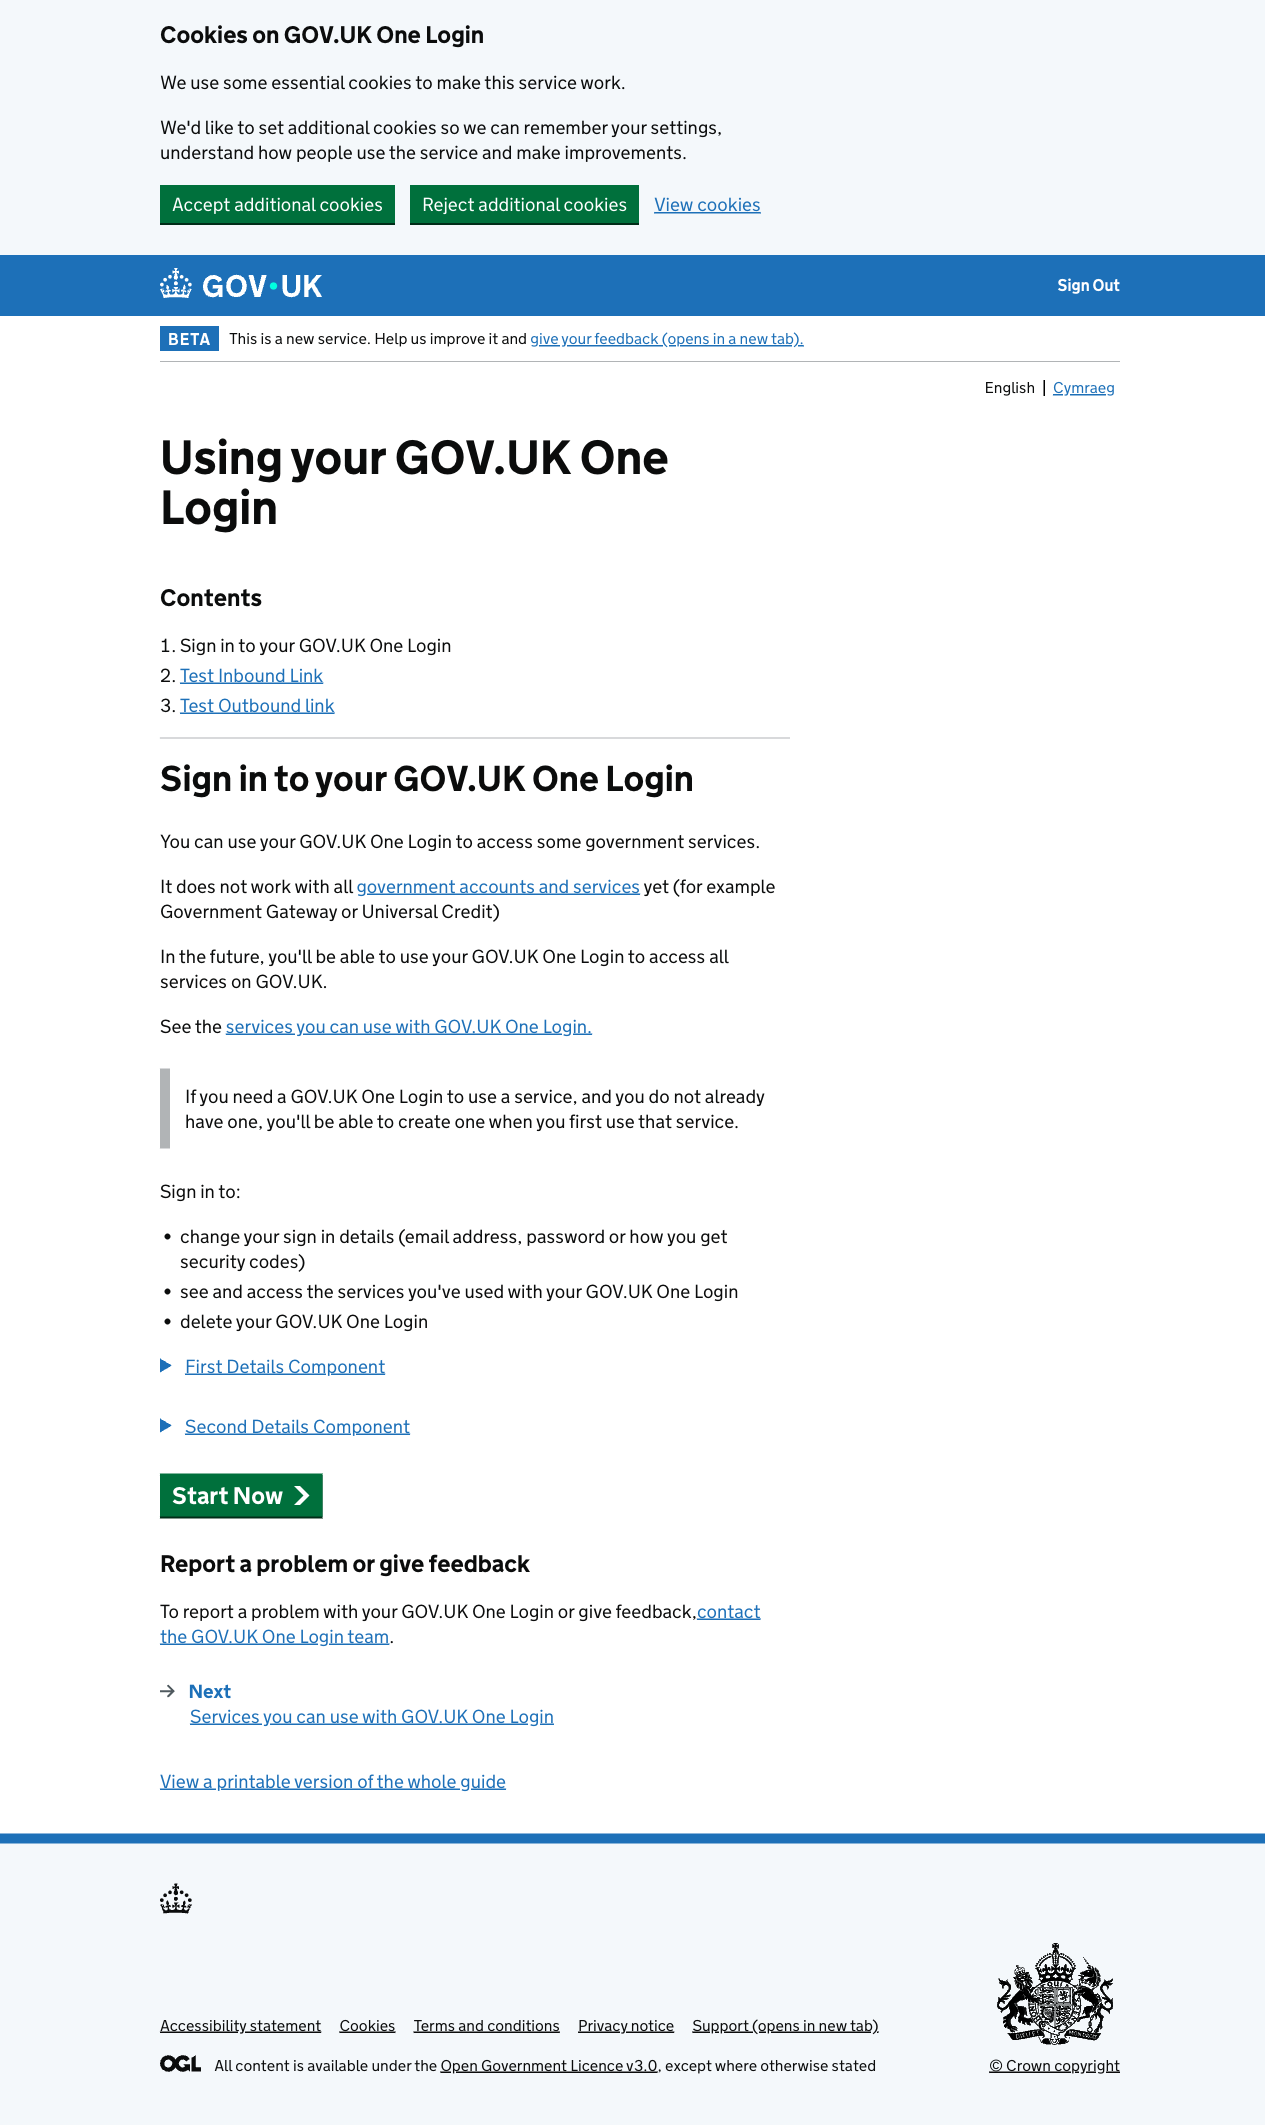 Cookies on GOV.UK One Login
We use some essential cookies to make this service work.
We'd like to set additional cookies so we can remember your settings,
understand how people use the service and make improvements.
Accept additional cookies Reject additional cookies View cookies
GOV.UK Sign Out
BETA This is a new service. Help us improve it and give your feedback (opens in a new tab).
English | Cymraeg
Using your GOV.UK One
Login
Contents
1. Sign in to your GOV.UK One Login
2. Test Inbound Link
3. Test Outbound link
Sign in to your GOV.UK One Login
You can use your GOV.UK One Login to access some government services.
It does not work with all government accounts and services yet (for example
Government Gateway or Universal Credit)
In the future, you'll be able to use your GOV.UK One Login to access all
services on GOV.UK.
See the services you can use with GOV.UK One Login.
If you need a GOV.UK One Login to use a service, and you do not already
have one, you'll be able to create one when you first use that service.
Sign in to:
• change your sign in details (email address, password or how you get
security codes)
• see and access the services you've used with your GOV.UK One Login
• delete your GOV.UK One Login
First Details Component
Second Details Component
Start Now
Report a problem or give feedback
To report a problem with your GOV.UK One Login or give feedback,contact
the GOV.UK One Login team.
Next
Services you can use with GOV.UK One Login
View a printable version of the whole guide
Accessibility statement Cookies Terms and conditions Privacy notice Support (opens in new tab)
OGL All content is available under the Open Government Licence v3.0, except where otherwise stated
© Crown copyright